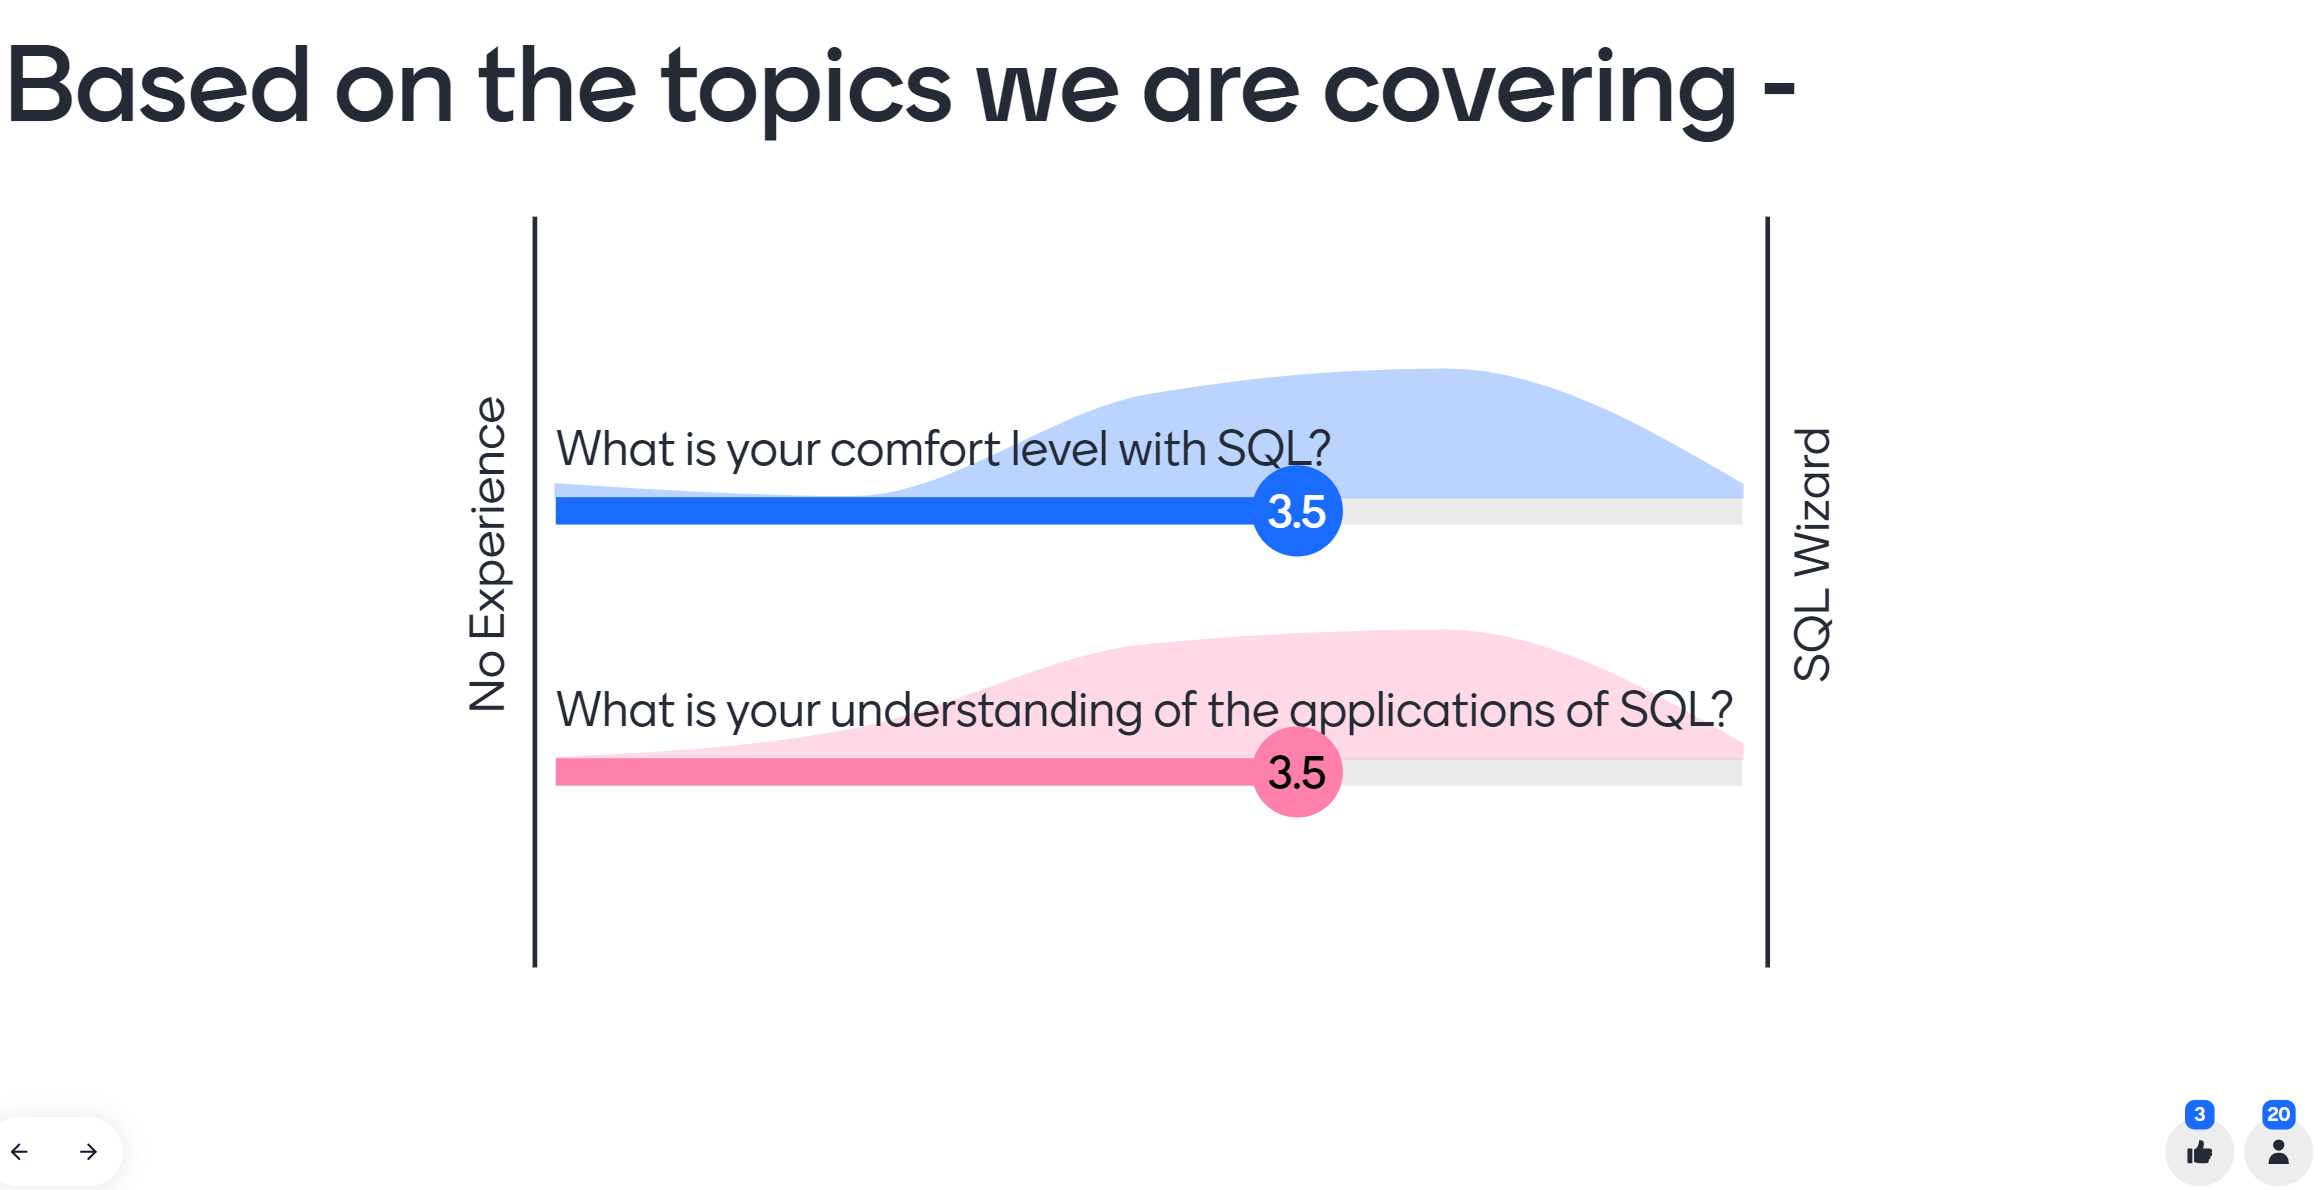 Based on the topics we are covering -
No Experience
What is your comfort level with SQL?
3.5
What is your understanding of the applications of SQL?
3.5
SQL Wizard
3
20